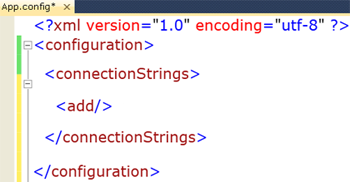 App.config*
<?xml version="1.0" encoding="utf-8" ?>
<configuration>
<connectionStrings>
<add/>
</connectionStrings>
</configuration>